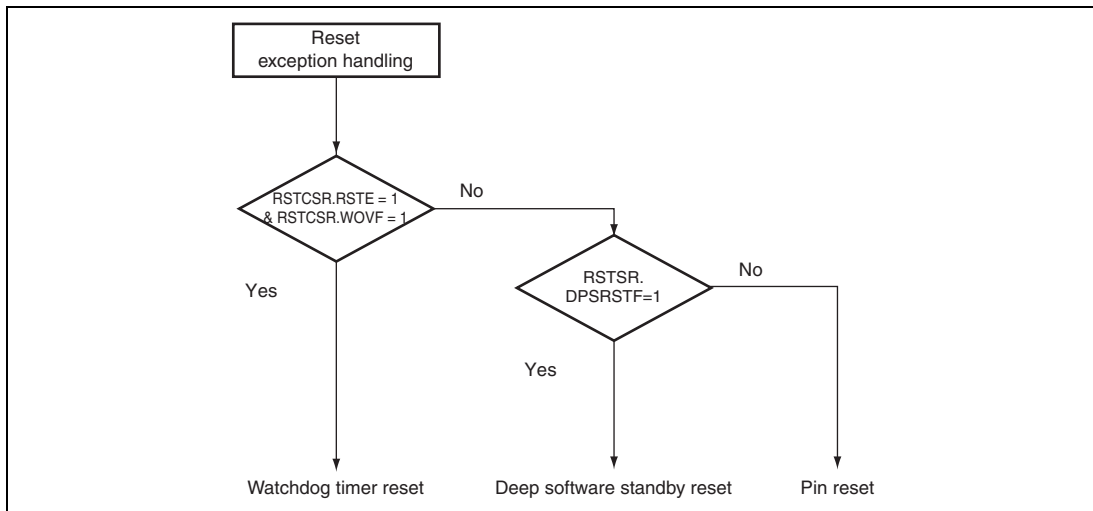 Reset
exception handling
RSTCSR.RSTE = 1
& RSTCSR.WOVF = 1
No
Yes
RSTSR.
DPSRSTF=1
No
Yes
Watchdog timer reset
Deep software standby reset
Pin reset